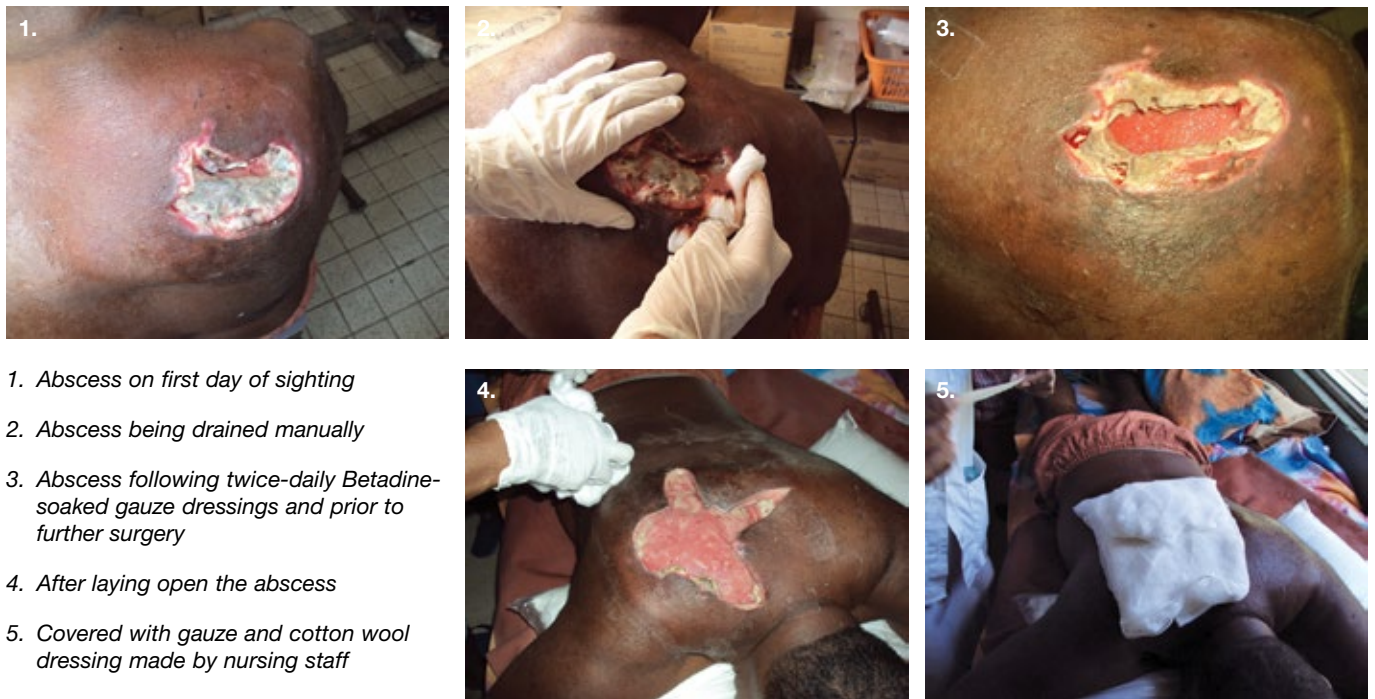 1.
2.
3.
1. Abscess on first day of sighting
2. Abscess being drained manually
3. Abscess following twice-daily Betadine-
soaked gauze dressings and prior to
further surgery
4. After laying open the abscess
5. Covered with gauze and cotton wool
dressing made by nursing staff
4.
5.